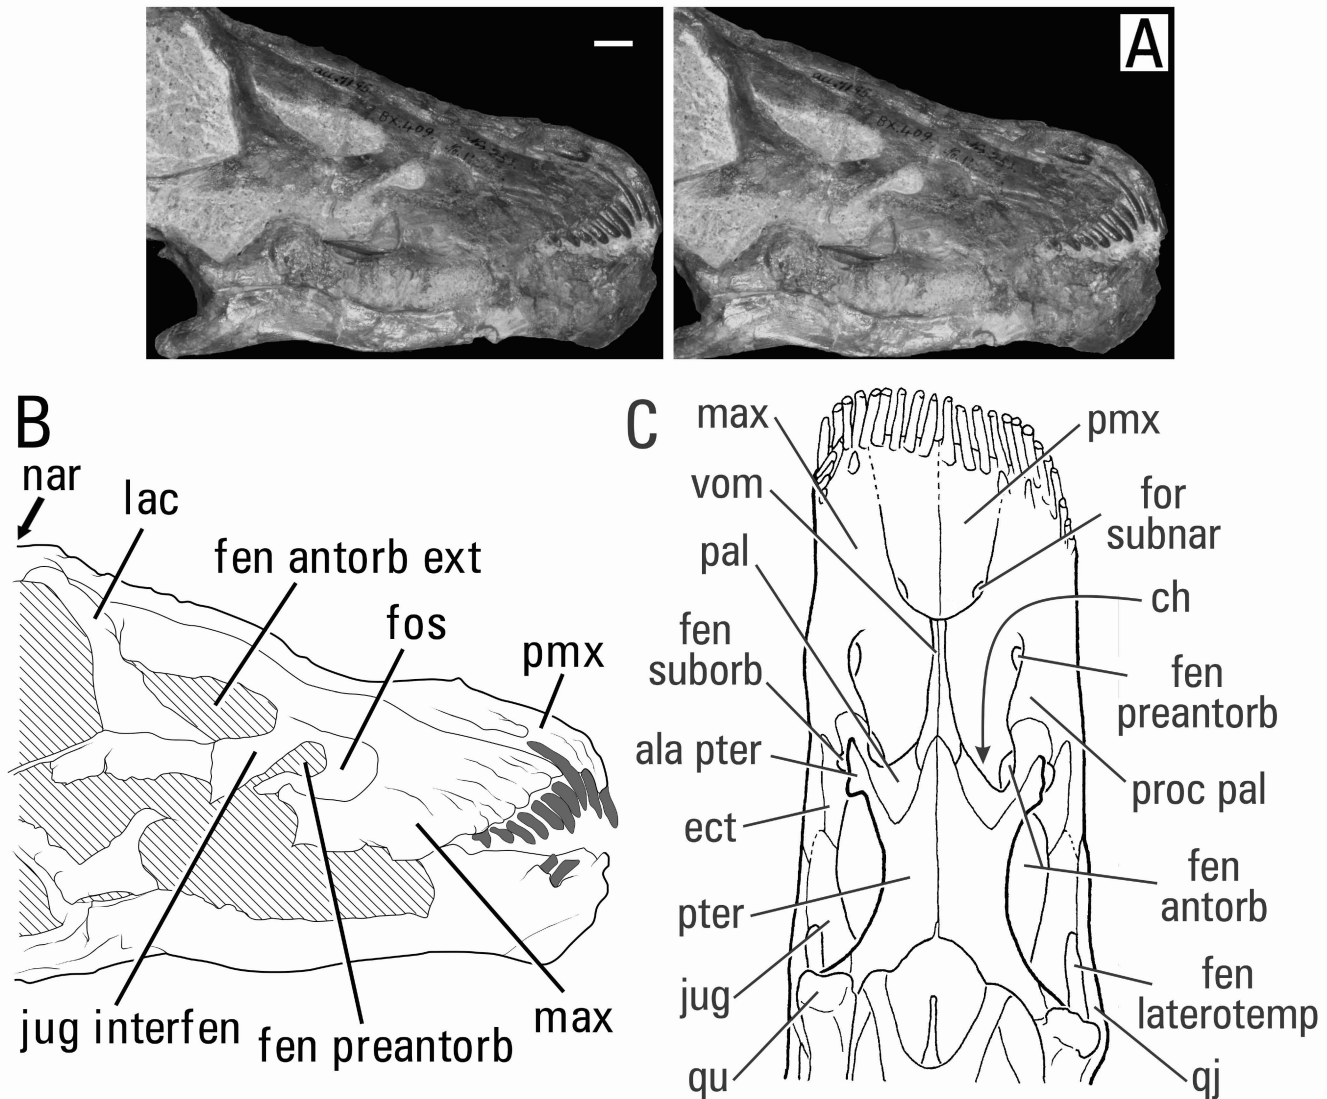 A
B
nar
lac
fen antorb ext
fos
pmx
jug interfen
fen preantorb
max
C
max
pmx
vom
for
subnar
pal
ch
fen
suborb
fen
preantorb
ala pter
proc pal
ect
fen
antorb
pter
fen
laterotemp
jug
qu
qj